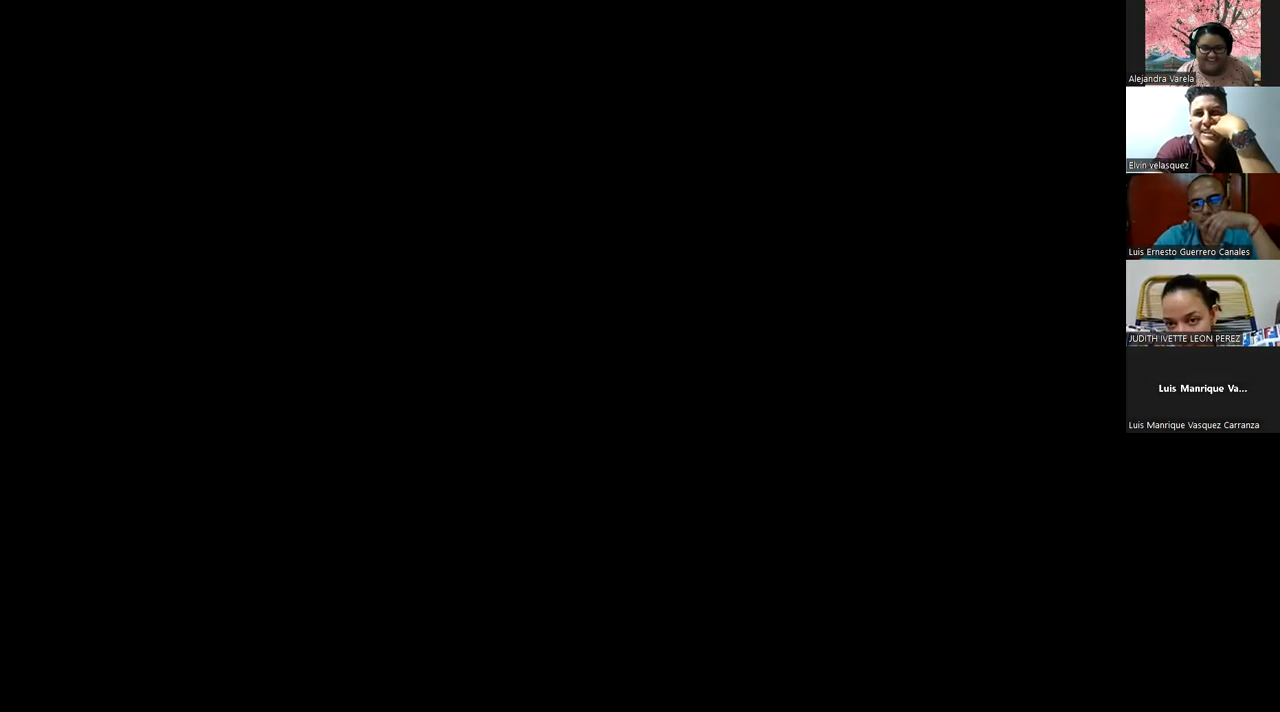 Alejandra Varela
Elvin velasquez
Luis Ernesto Guerrero Canales
JUDITH IVETTE LEON PEREZ
Luis Manrique Va...
Luis Manrique Vasquez Carranza